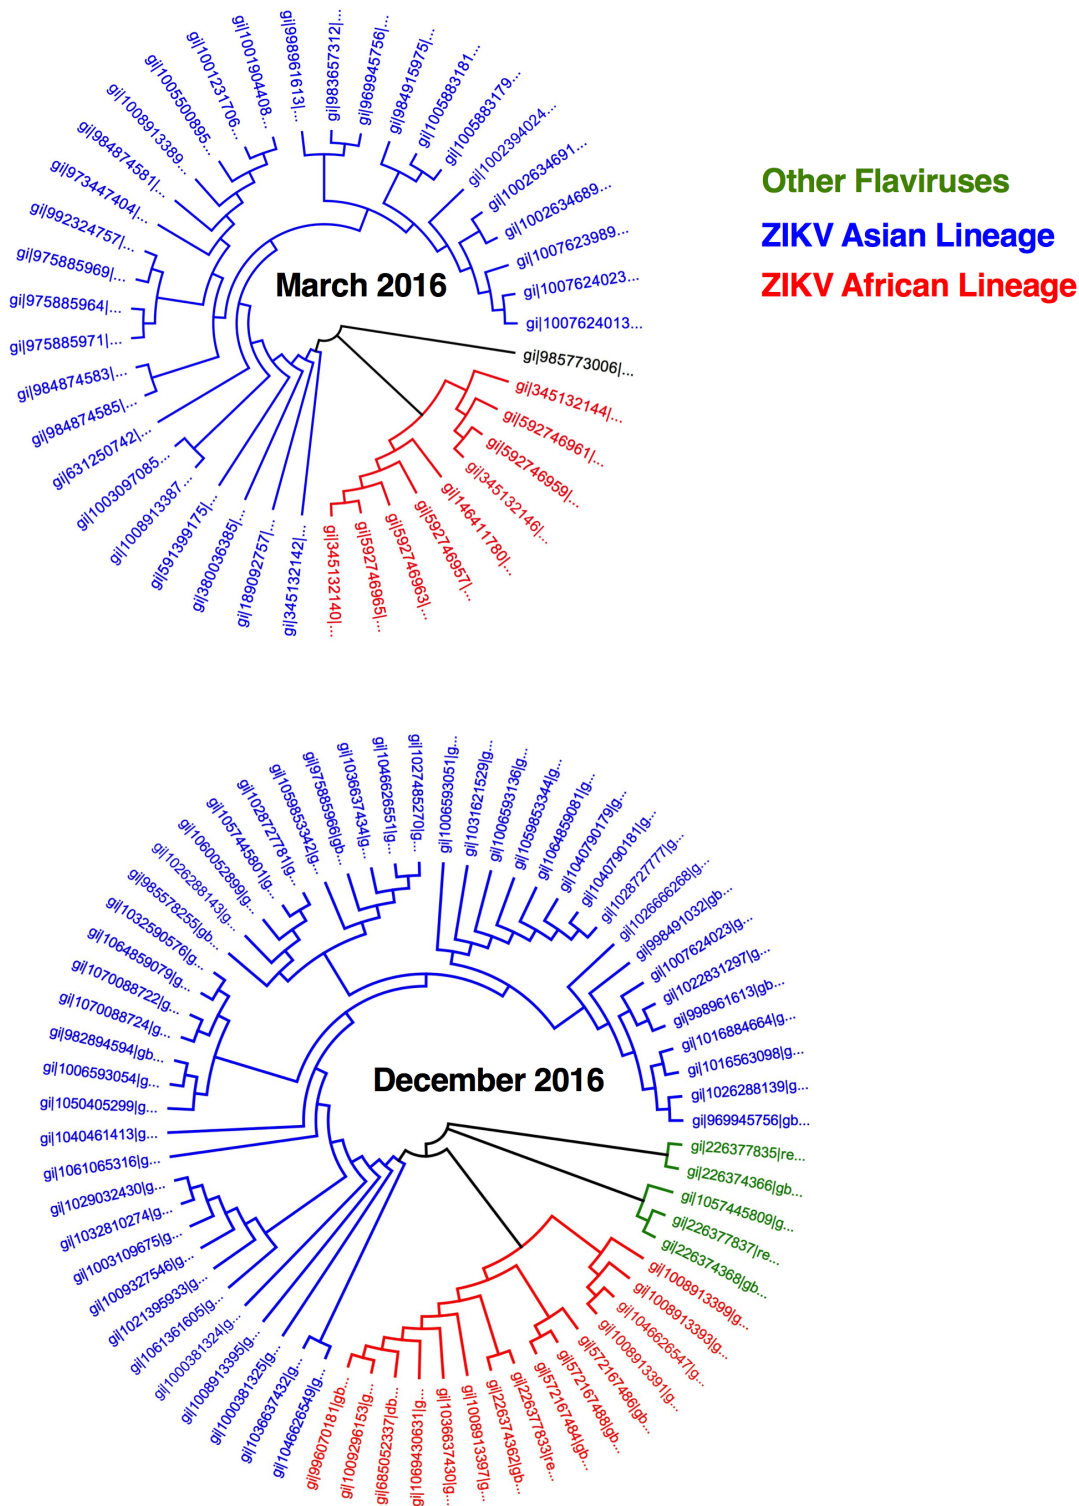 gi|998961613|...
gi|983657312|...
gi|969945756|...
gi|984915975|...
gi|1005883181...
gi|1005883179...
gi|1002394024...
gi|1002634691...
gi|1002634689...
gi|1007623989...
gi|1007624023...
gi|1007624013...
gi|985773006|...
gi|345132144|...
gi|592746961|...
gi|592746959|...
gi|345132146|...
gi|146411780|...
gi|592746957|...
gi|592746963|...
gi|592746965|...
gi|345132140|...
gi|345132142|...
gi|189092757|...
gi|380036385|...
gi|591399175|...
gi|1008913387...
gi|1003097085...
gi|631250742|...
gi|984874585|...
gi|984874583|...
gi|975885971|...
gi|975885964|...
gi|975885969|...
gi|992324757|...
gi|973447404|...
gi|984874581|...
gi|1008913389...
gi|1005500895...
gi|1001231706...
gi|1001904408...
March 2016
Other Flaviruses
ZIKV Asian Lineage
ZIKV African Lineage
gi|1006593051|g...
gi|1031621529|g...
gi|1006593136|g...
gi|1059853344|g...
gi|1064859081|g...
gi|1040790179|g...
gi|1040790181|g...
gi|1028727777|g...
gi|1026666268|g...
gi|998491032|gb...
gi|1007624023|g...
gi|1022831297|g...
gi|998961613|gb...
gi|1016884664|g...
gi|1016563098|g...
gi|1026288139|g...
gi|969945756|gb...
gi|226377835|re...
gi|226374366|gb...
gi|1057445809|g...
gi|226377837|re...
gi|226374368|gb...
gi|1008913399|g...
gi|1008913393|g...
gi|1046626547|g...
gi|1008913391|g...
gi|572167486|gb...
gi|572167488|gb...
gi|572167484|gb...
gi|226377833|re...
gi|226374362|gb...
gi|1008913397|g...
gi|1036637430|g...
gi|1069430631|g...
gi|685052337|db...
gi|1009296153|g...
gi|996070181|gb...
gi|1046626549|g...
gi|1036637432|g...
gi|1000381325|g...
gi|1008913395|g...
gi|1000381324|g...
gi|1061361605|g...
gi|1021395933|g...
gi|1009327546|g...
gi|1003109675|g...
gi|1032810274|g...
gi|1029032430|g...
gi|1061065316|g...
gi|1040461413|g...
gi|1050405299|g...
gi|1006593054|g...
gi|982894594|gb...
gi|1070088724|g...
gi|1070088722|g...
gi|1064859079|g...
gi|1032590576|g...
gi|985578255|gb...
gi|1026288143|g...
gi|1060052899|g...
gi|1057445801|g...
gi|1028727781|g...
gi|1059853342|g...
gi|975885966|gb...
gi|1036637434|g...
gi|1046626551|g...
gi|1027485270|g...
December 2016